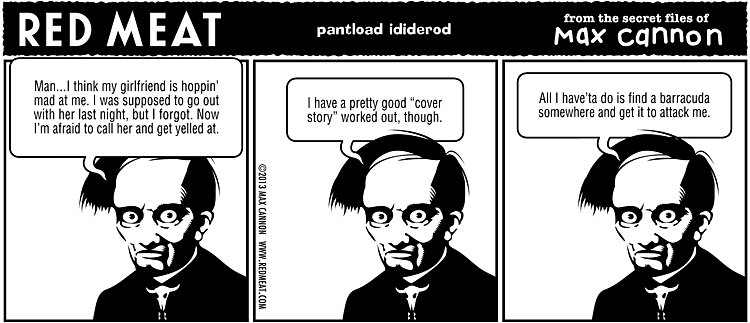 RED MEAT
pantload ididerod
from the secret files of
Max cannon
Man...I think my girlfriend is hoppin'
mad at me. I was supposed to go out
with her last night, but I forgot. Now
I'm afraid to call her and get yelled at.
I have a pretty good "cover
story" worked out, though.
All I have'ta do is find a barracuda
somewhere and get it to attack me.
©2013 MAX CANNON WWW.REDMEAT.COM